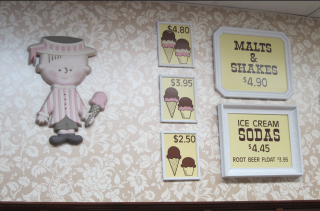 $4.80
$3.95
$2.50
MALTS
&
SHAKES
$4.90
ICE CREAM
SODAS
$4.45
ROOT BEER FLOAT $3.95